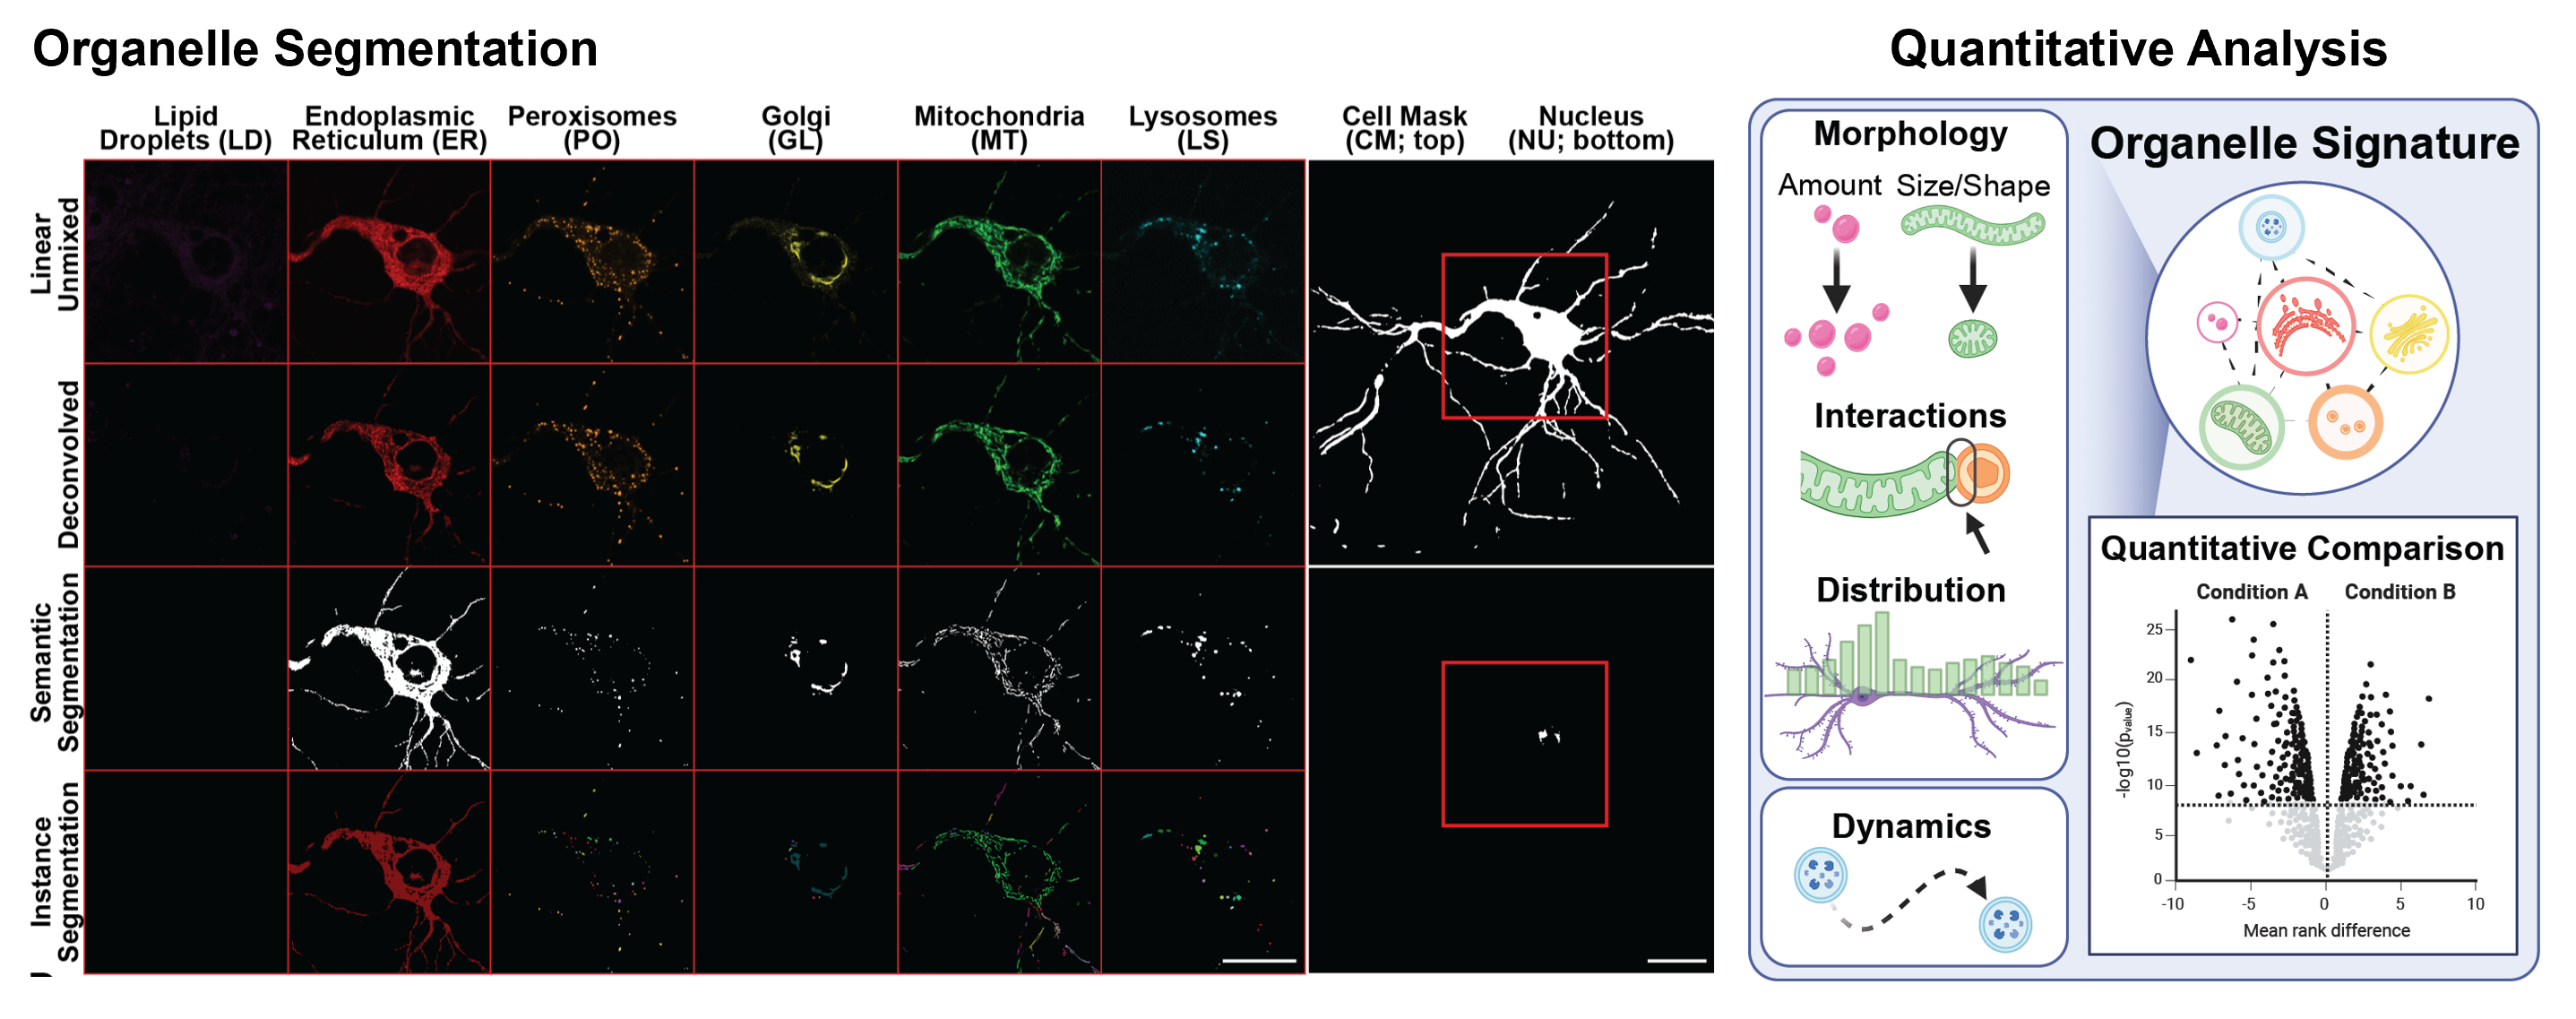 Organelle Segmentation
Quantitative Analysis
Lipid
Droplets (LD)
Endoplasmic
Reticulum (ER)
Peroxisomes
(PO)
Golgi
(GL)
Mitochondria
(MT)
Lysosomes
(LS)
Cell Mask
(CM; top)
Nucleus
(NU; bottom)
Linear
Unmixed
Deconvolved
Semantic
Segmentation
Instance
Segmentation
Morphology
Amount
Size/Shape
Interactions
Distribution
Dynamics
Organelle Signature
Quantitative Comparison
Condition A
Condition B
-log10(pvalue)
25
20
15
10
5
0
-10
-5
0
5
10
Mean rank difference